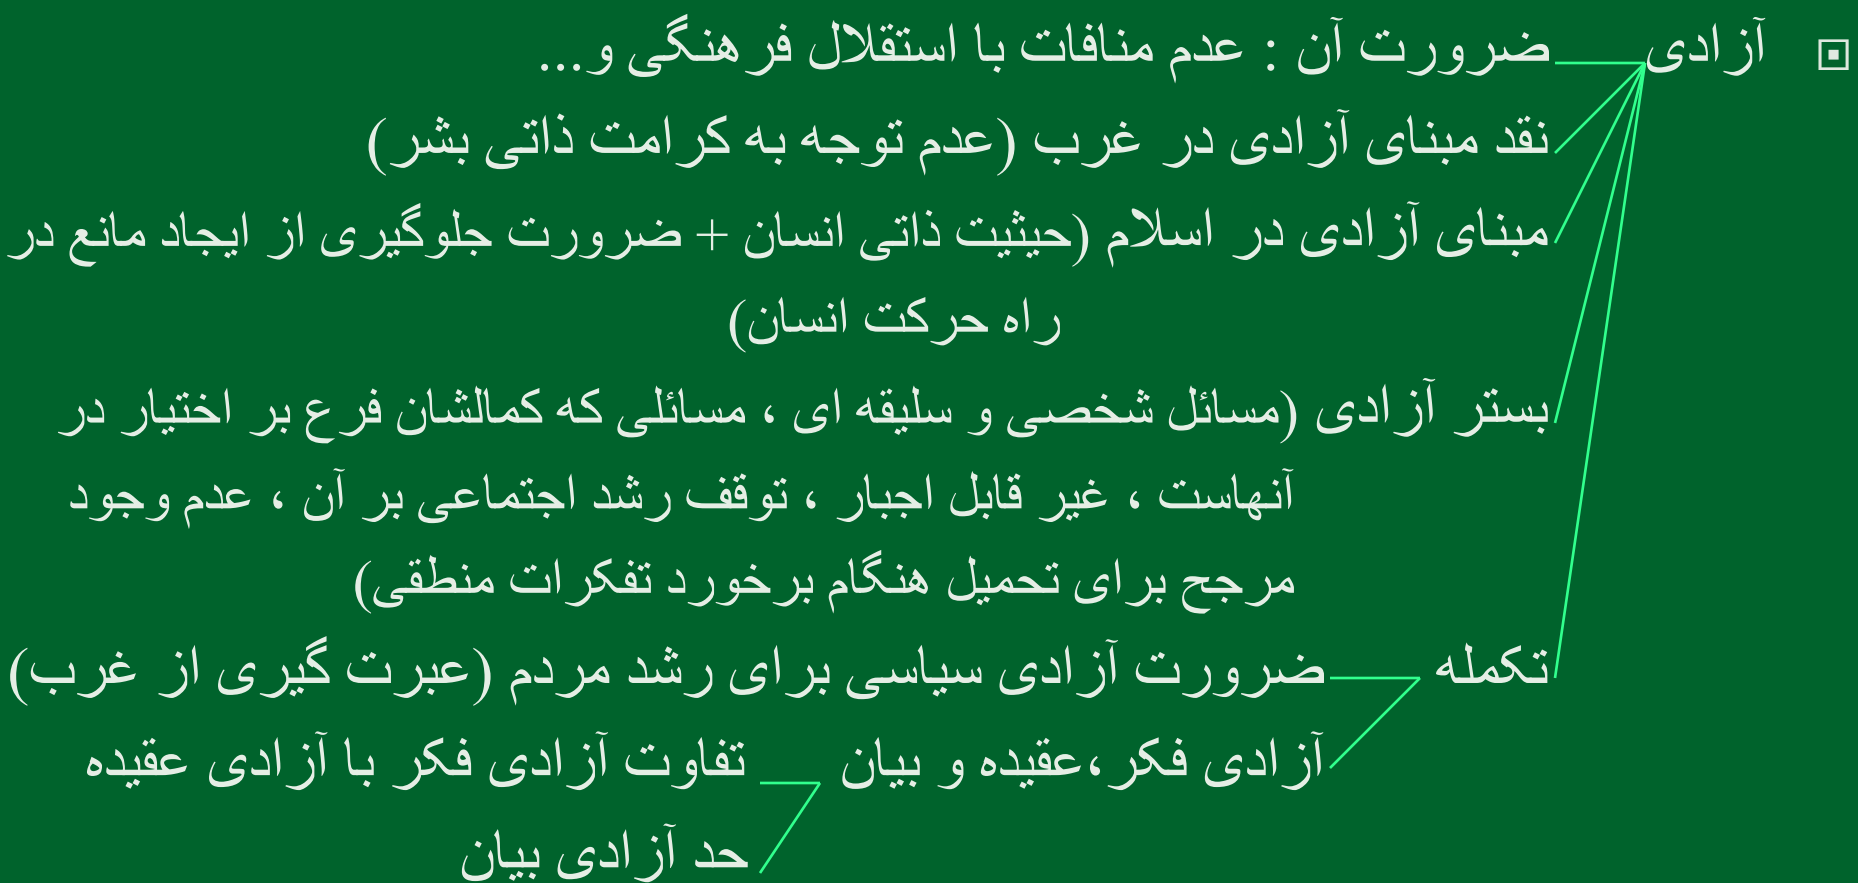 آزادی ضرورت آن : عدم منافات با استقلال فرهنگی و...
نقد مبنای آزادی در غرب (عدم توجه به کرامت ذاتی بشر)
مبنای آزادی در اسلام (حیثیت ذاتی انسان + ضرورت جلوگیری از ایجاد مانع در
راه حرکت انسان)
بستر آزادی (مسائل شخصی و سلیقه ای ، مسائلی که کمالشان فرع بر اختیار در
آنهاست ، غیر قابل اجبار ، توقف رشد اجتماعی بر آن ، عدم وجود
مرجح برای تحمیل هنگام برخورد تفکرات منطقی)
تکمله ضرورت آزادی سیاسی برای رشد مردم (عبرت گیری از غرب)
آزادی فکر،عقیده و بیان تفاوت آزادی فکر با آزادی عقیده
حد آزادی بیان